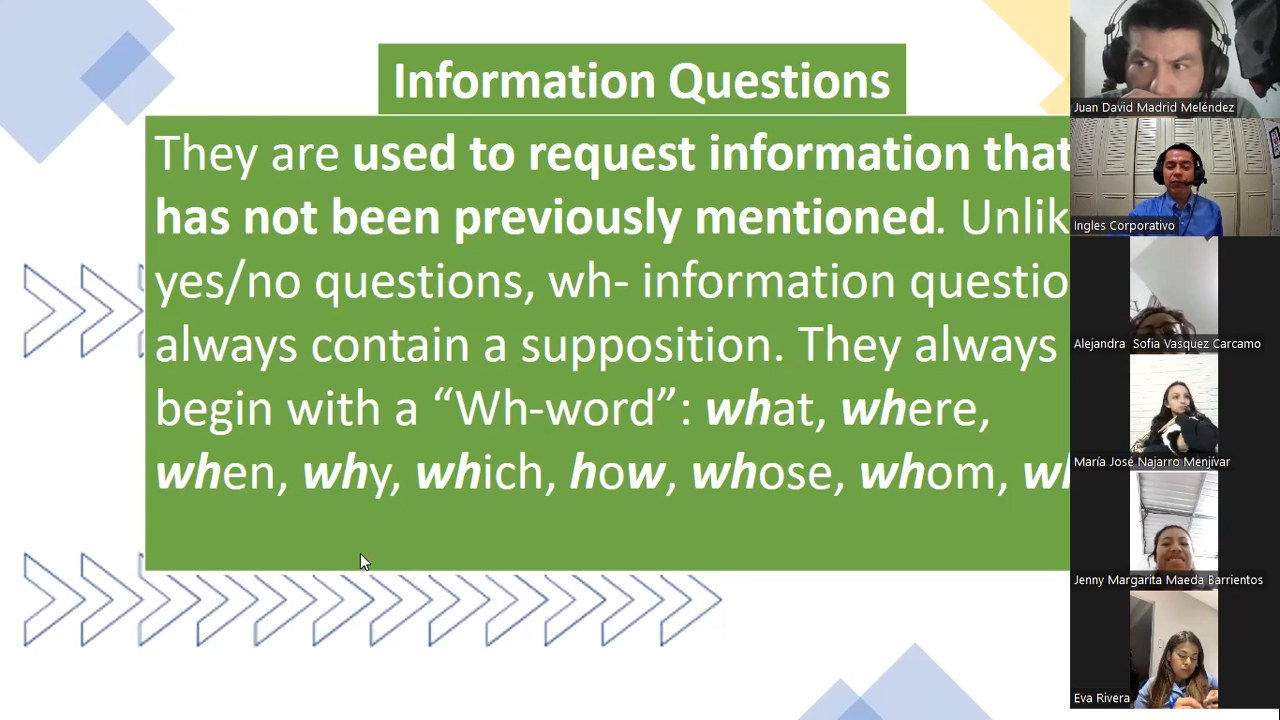 Information Questions
They are used to request information that
has not been previously mentioned. Unlik
yes/no questions, wh- information questio
always contain a supposition. They always
begin with a “Wh-word”: what, where,
when, why, which, how, whose, whom, wh
Juan David Madrid Meléndez
Ingles Corporativo
Alejandra Sofia Vasquez Carcamo
María José Najarro Menjívar
Jenny Margarita Maeda Barrientos
Eva Rivera